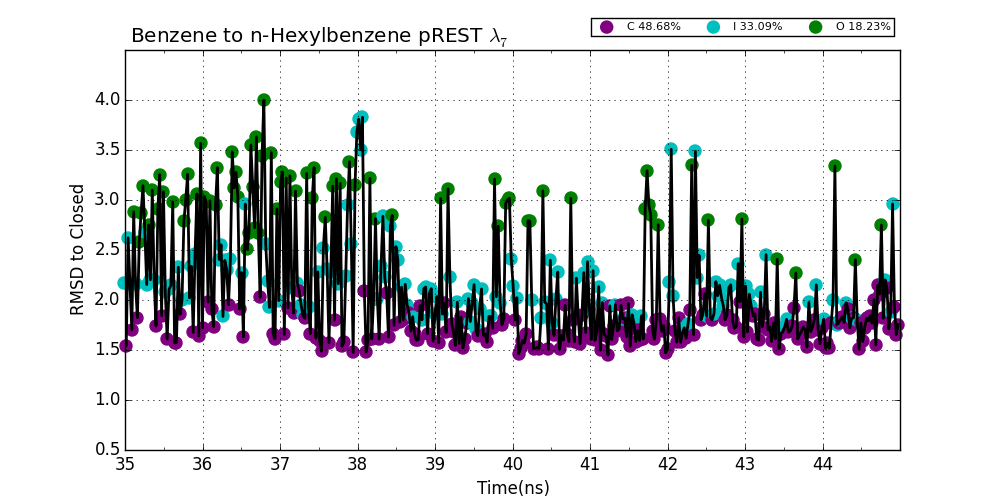 Benzene to n-Hexylbenzene pREST λ7
C 48.68% I 33.09% O 18.23%
RMSD to Closed
4.0
3.5
3.0
2.5
2.0
1.5
1.0
0.5
35 36 37 38 39 40 41 42 43 44
Time(ns)